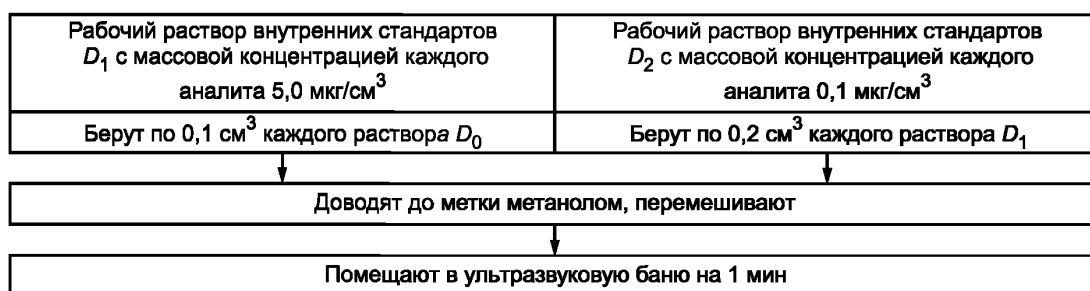 Рабочий раствор внутренних стандартов
D₁ с массовой концентрацией каждого
аналита 5,0 мкг/см³
Рабочий раствор внутренних стандартов
D₂ с массовой концентрацией каждого
аналита 0,1 мкг/см³
Берут по 0,1 см³ каждого раствора D₀
Берут по 0,2 см³ каждого раствора D₁
Доводят до метки метанолом, перемешивают
Помещают в ультразвуковую баню на 1 мин